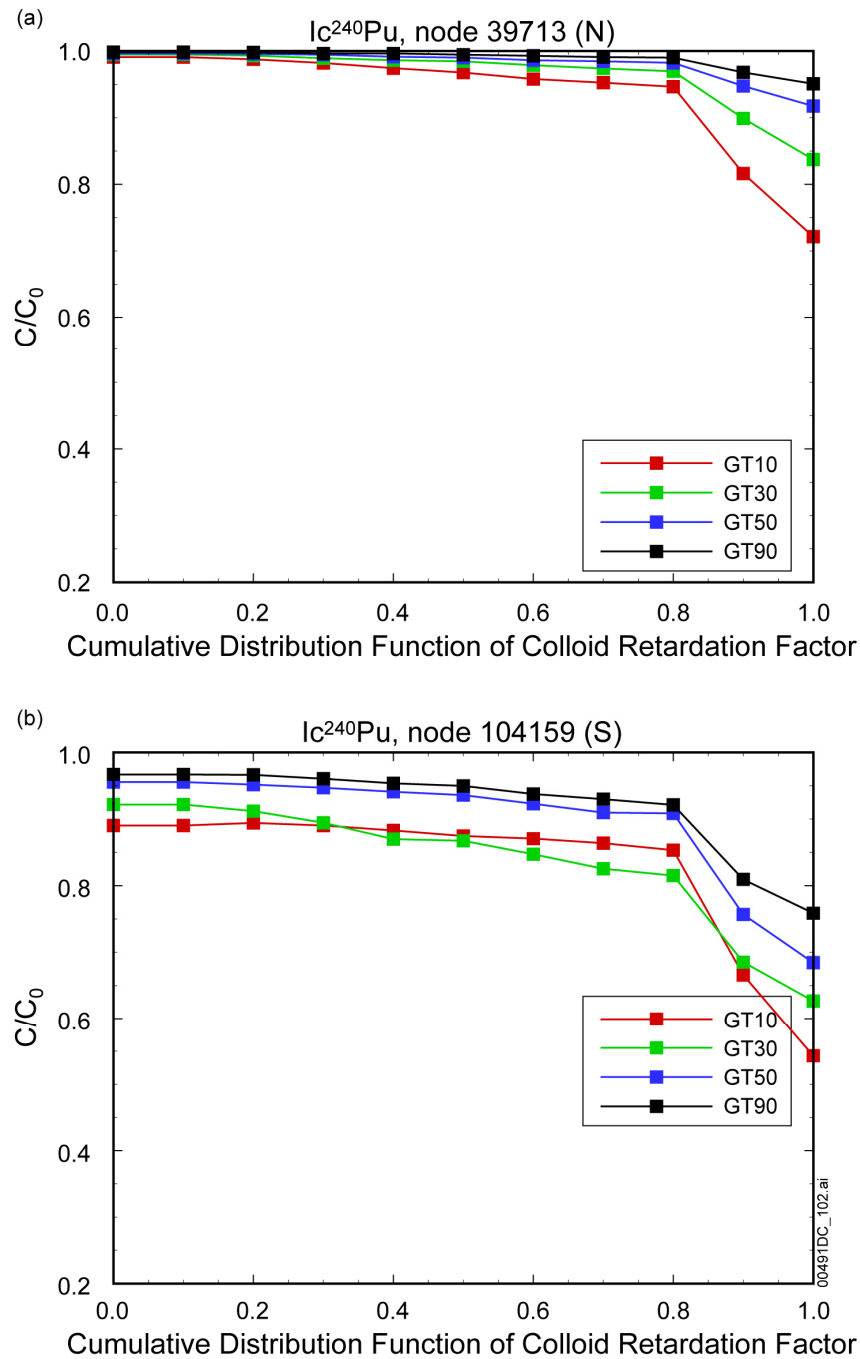 (a)
Ic²⁴⁰Pu, node 39713 (N)
1.0
0.8
0.6
0.4
0.2
C/C₀
0.0 0.2 0.4 0.6 0.8 1.0
Cumulative Distribution Function of Colloid Retardation Factor
GT10
GT30
GT50
GT90
(b)
Ic²⁴⁰Pu, node 104159 (S)
1.0
0.8
0.6
0.4
0.2
C/C₀
0.0 0.2 0.4 0.6 0.8 1.0
Cumulative Distribution Function of Colloid Retardation Factor
GT10
GT30
GT50
GT90
00491DC_102.ai